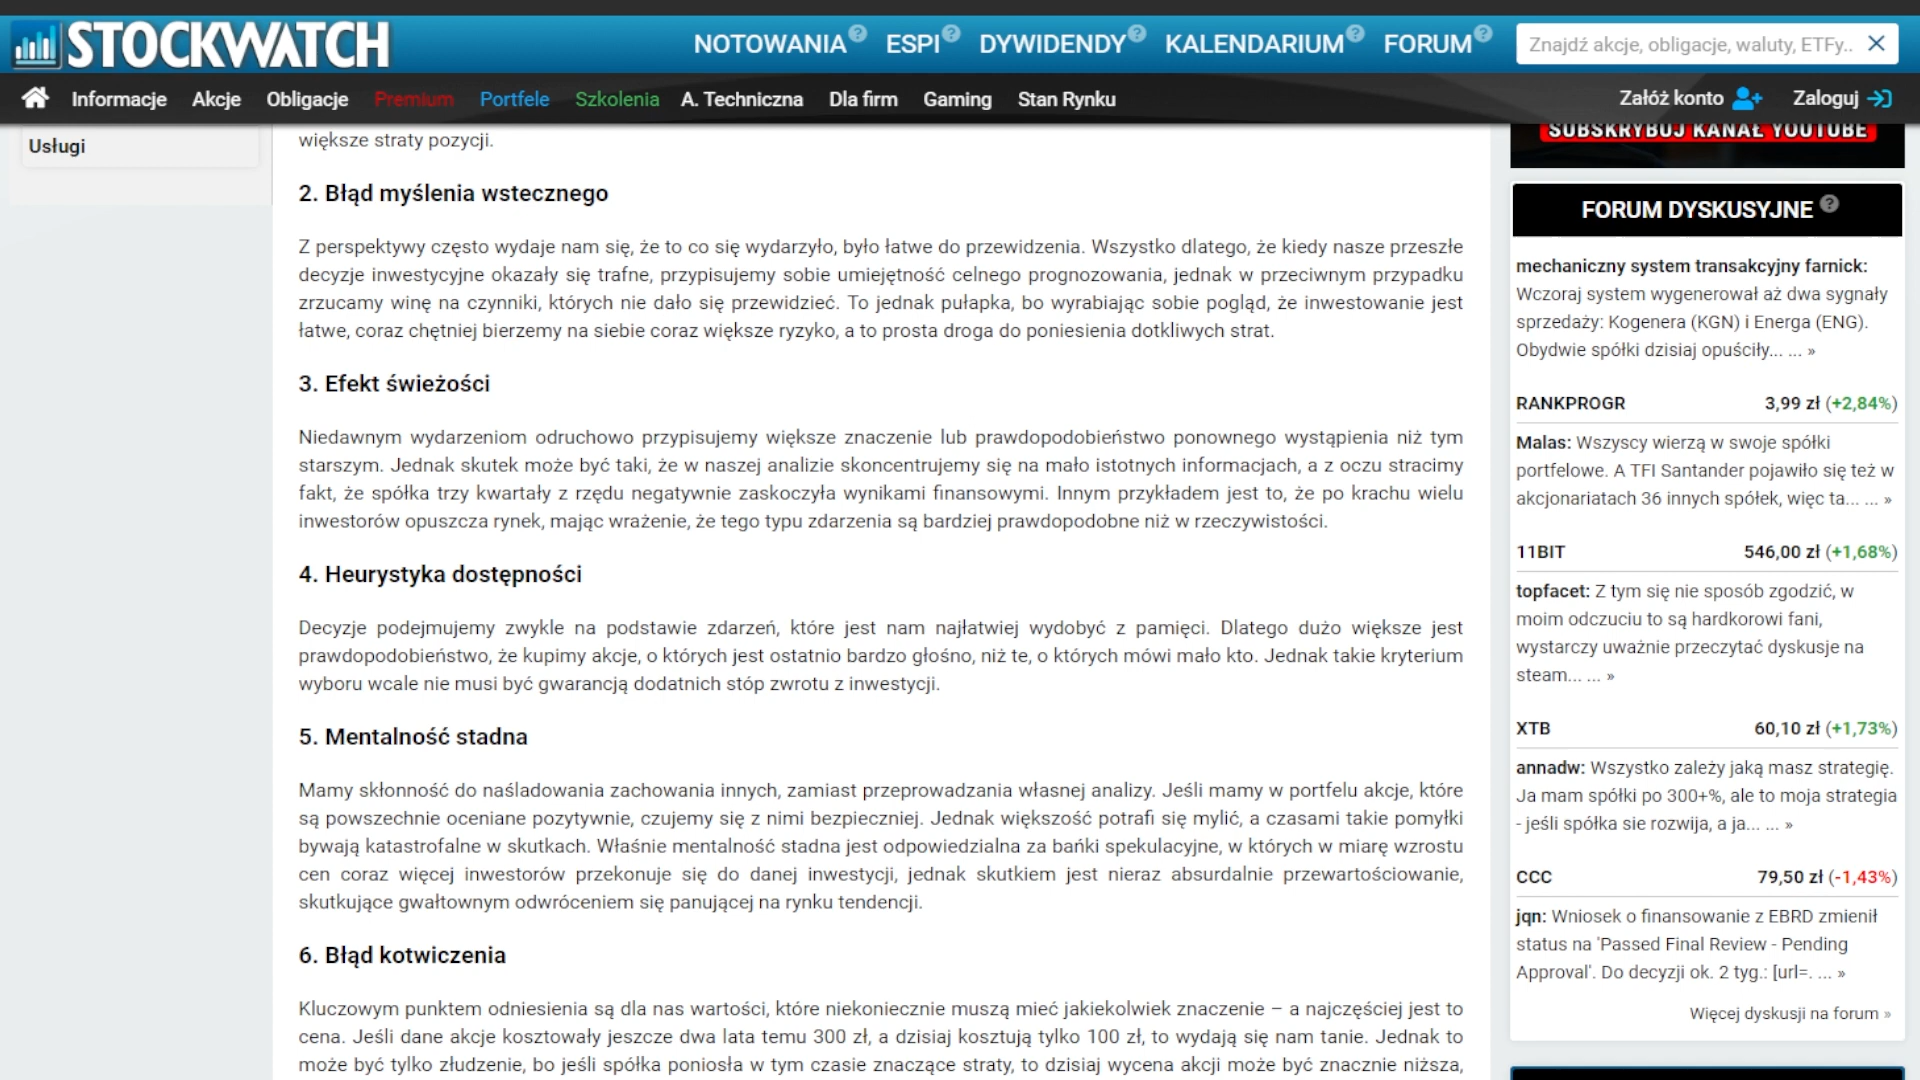 STOCKWATCH
NOTOWANIA ? ESPI ? DYWIDENDY ? KALENDARIUM ? FORUM ?
Znajdź akcje, obligacje, waluty, ETFy..
Informacje Akcje Obligacje Premium Portfele Szkolenia A. Techniczna Dla firm Gaming Stan Rynku
Załóż konto Zaloguj
Usługi
większe straty pozycji.
2. Błąd myślenia wstecznego
Z perspektywy często wydaje nam się, że to co się wydarzyło, było łatwe do przewidzenia. Wszystko dlatego, że kiedy nasze przeszłe
decyzje inwestycyjne okazały się trafne, przypisujemy sobie umiejętność celnego prognozowania, jednak w przeciwnym przypadku
zrzucamy winę na czynniki, których nie dało się przewidzieć. To jednak pułapka, bo wyrabiając sobie pogląd, że inwestowanie jest
łatwe, coraz chętniej bierzemy na siebie coraz większe ryzyko, a to prosta droga do poniesienia dotkliwych strat.
3. Efekt świeżości
Niedawnym wydarzeniom odruchowo przypisujemy większe znaczenie lub prawdopodobieństwo ponownego wystąpienia niż tym
starszym. Jednak skutek może być taki, że w naszej analizie skoncentrujemy się na mało istotnych informacjach, a z oczu stracimy
fakt, że spółka trzy kwartały z rzędu negatywnie zaskoczyła wynikami finansowymi. Innym przykładem jest to, że po krachu wielu
inwestorów opuszcza rynek, mając wrażenie, że tego typu zdarzenia są bardziej prawdopodobne niż w rzeczywistości.
4. Heurystyka dostępności
Decyzje podejmujemy zwykle na podstawie zdarzeń, które jest nam najłatwiej wydobyć z pamięci. Dlatego dużo większe jest
prawdopodobieństwo, że kupimy akcje, o których jest ostatnio bardzo głośno, niż te, o których mówi mało kto. Jednak takie kryterium
wyboru wcale nie musi być gwarancją dodatnich stóp zwrotu z inwestycji.
5. Mentalność stadna
Mamy skłonność do naśladowania zachowania innych, zamiast przeprowadzania własnej analizy. Jeśli mamy w portfelu akcje, które
są powszechnie oceniane pozytywnie, czujemy się z nimi bezpieczniej. Jednak większość potrafi się mylić, a czasami takie pomyłki
bywają katastrofalne w skutkach. Właśnie mentalność stadna jest odpowiedzialna za bańki spekulacyjne, w których w miarę wzrostu
cen coraz więcej inwestorów przekonuje się do danej inwestycji, jednak skutkiem jest nieraz absurdalnie przewartościowanie,
skutkujące gwałtownym odwróceniem się panującej na rynku tendencji.
6. Błąd kotwiczenia
Kluczowym punktem odniesienia są dla nas wartości, które niekoniecznie muszą mieć jakiekolwiek znaczenie – a najczęściej jest to
cena. Jeśli dane akcje kosztowały jeszcze dwa lata temu 300 zł, a dzisiaj kosztują tylko 100 zł, to wydają się nam tanie. Jednak to
może być tylko złudzenie, bo jeśli spółka poniosła w tym czasie znaczące straty, to dzisiaj wycena akcji może być znacznie niższa,
SUBSKRYBUJ KANAŁ YOUTUBE
FORUM DYSKUSYJNE ?
mechaniczny system transakcyjny farnick:
Wczoraj system wygenerował aż dwa sygnały
sprzedaży: Kogenera (KGN) i Energa (ENG).
Obydwie spółki dzisiaj opuściły... ... »
RANKPROGR 3,99 zł (+2,84%)
Malas: Wszyscy wierzą w swoje spółki
portfelowe. A TFI Santander pojawiło się też w
akcjonariatach 36 innych spółek, więc ta... ... »
11BIT 546,00 zł (+1,68%)
topfacet: Z tym się nie sposób zgodzić, w
moim odczuciu to są hardkorowi fani,
wystarczy uważnie przeczytać dyskusje na
steam... ... »
XTB 60,10 zł (+1,73%)
annadw: Wszystko zależy jaką masz strategię.
Ja mam spółki po 300+%, ale to moja strategia
- jeśli spółka sie rozwija, a ja... ... »
CCC 79,50 zł (-1,43%)
jqn: Wniosek o finansowanie z EBRD zmienił
status na 'Passed Final Review - Pending
Approval'. Do decyzji ok. 2 tyg.: [url=. ... »
Więcej dyskusji na forum »